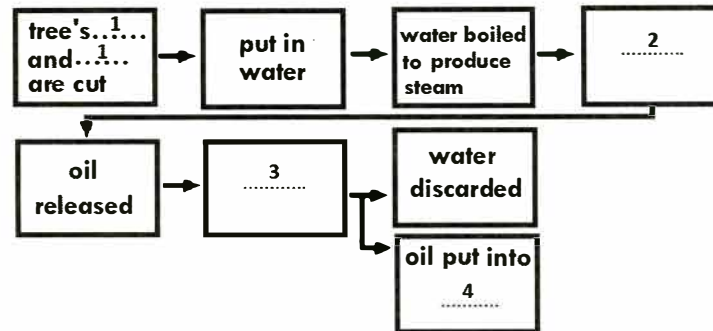 tree's..1....
and..1....
are cut
put in
water
water boiled
to produce
steam
2
oil
released
3
water
discarded
oil put into
4